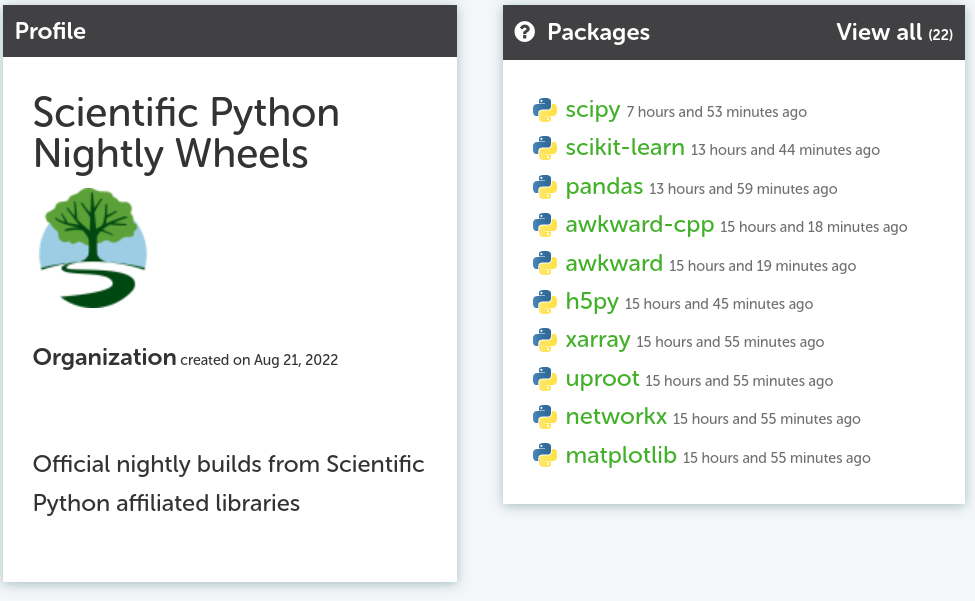 Profile
Scientific Python
Nightly Wheels
Organization created on Aug 21, 2022
Official nightly builds from Scientific
Python affiliated libraries
? Packages View all (22)
scipy 7 hours and 53 minutes ago
scikit-learn 13 hours and 44 minutes ago
pandas 13 hours and 59 minutes ago
awkward-cpp 15 hours and 18 minutes ago
awkward 15 hours and 19 minutes ago
h5py 15 hours and 45 minutes ago
xarray 15 hours and 55 minutes ago
uproot 15 hours and 55 minutes ago
networkx 15 hours and 55 minutes ago
matplotlib 15 hours and 55 minutes ago